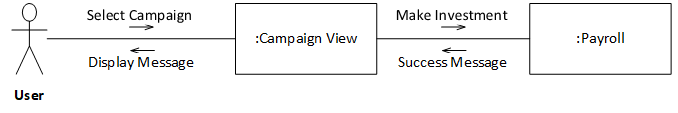 Select Campaign
Make Investment
:Campaign View
:Payroll
Display Message
Success Message
User